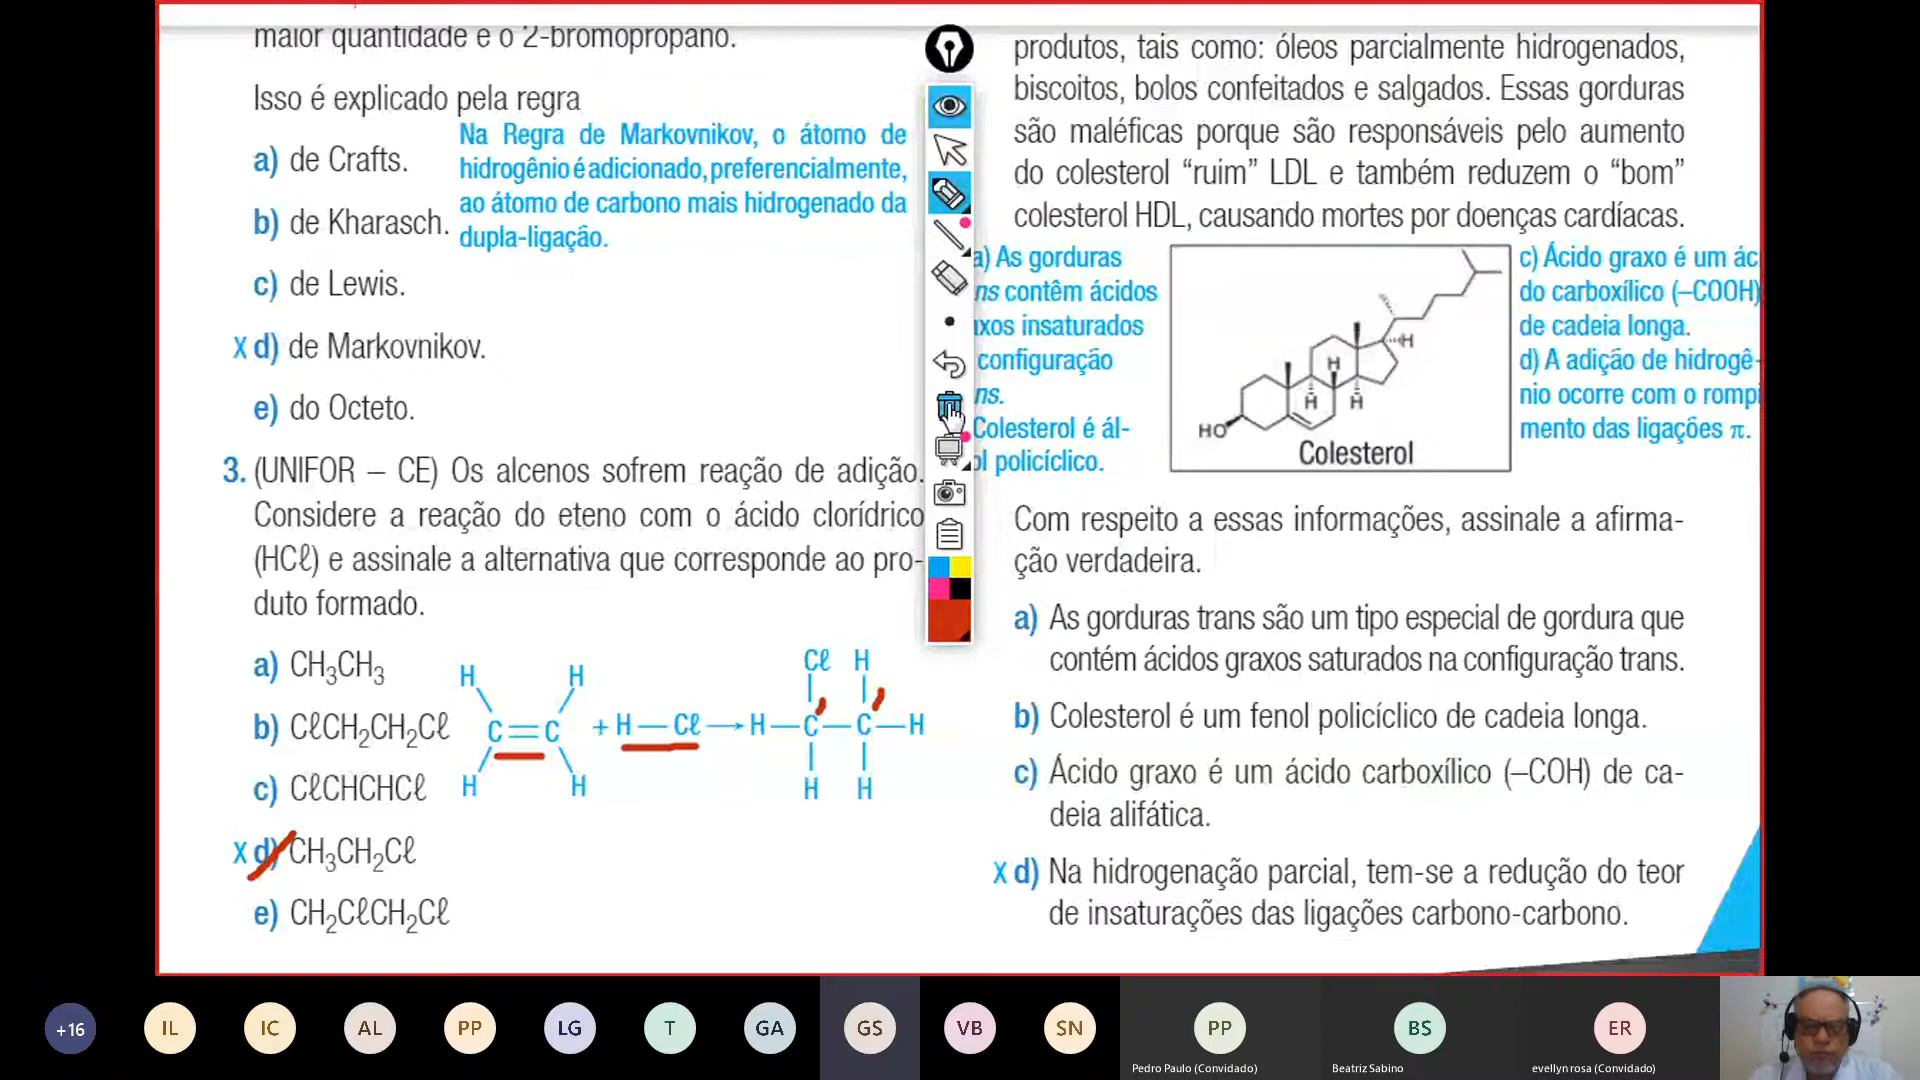 maior quantidade é o 2-bromopropano.
Isso é explicado pela regra
a) de Crafts.
b) de Kharasch.
c) de Lewis.
X d) de Markovnikov.
e) do Octeto.
Na Regra de Markovnikov, o átomo de
hidrogênio é adicionado, preferencialmente,
ao átomo de carbono mais hidrogenado da
dupla-ligação.
3. (UNIFOR – CE) Os alcenos sofrem reação de adição.
Considere a reação do eteno com o ácido clorídrico
(HCℓ) e assinale a alternativa que corresponde ao pro-
duto formado.
a) CH₃CH₃
b) CℓCH₂CH₂Cℓ
c) CℓCHCHCℓ
X d) CH₃CH₂Cℓ
e) CH₂CℓCH₂Cℓ
H H Cℓ H
C=C + H—Cℓ → H—C—C—H
H H H H
produtos, tais como: óleos parcialmente hidrogenados,
biscoitos, bolos confeitados e salgados. Essas gorduras
são maléficas porque são responsáveis pelo aumento
do colesterol “ruim” LDL e também reduzem o “bom”
colesterol HDL, causando mortes por doenças cardíacas.
a) As gorduras
ns contêm ácidos
axos insaturados
configuração
ns.
Colesterol é ál-
ol policíclico.
H
H
H H
HO
Colesterol
c) Ácido graxo é um ác
do carboxílico (–COOH)
de cadeia longa.
d) A adição de hidrogê-
nio ocorre com o rompi
mento das ligações π.
Com respeito a essas informações, assinale a afirma-
ção verdadeira.
a) As gorduras trans são um tipo especial de gordura que
contém ácidos graxos saturados na configuração trans.
b) Colesterol é um fenol policíclico de cadeia longa.
c) Ácido graxo é um ácido carboxílico (–COH) de ca-
deia alifática.
X d) Na hidrogenação parcial, tem-se a redução do teor
de insaturações das ligações carbono-carbono.
+16 IL IC AL PP LG T GA GS VB SN PP BS ER
Pedro Paulo (Convidado) Beatriz Sabino evellyn rosa (Convidado)